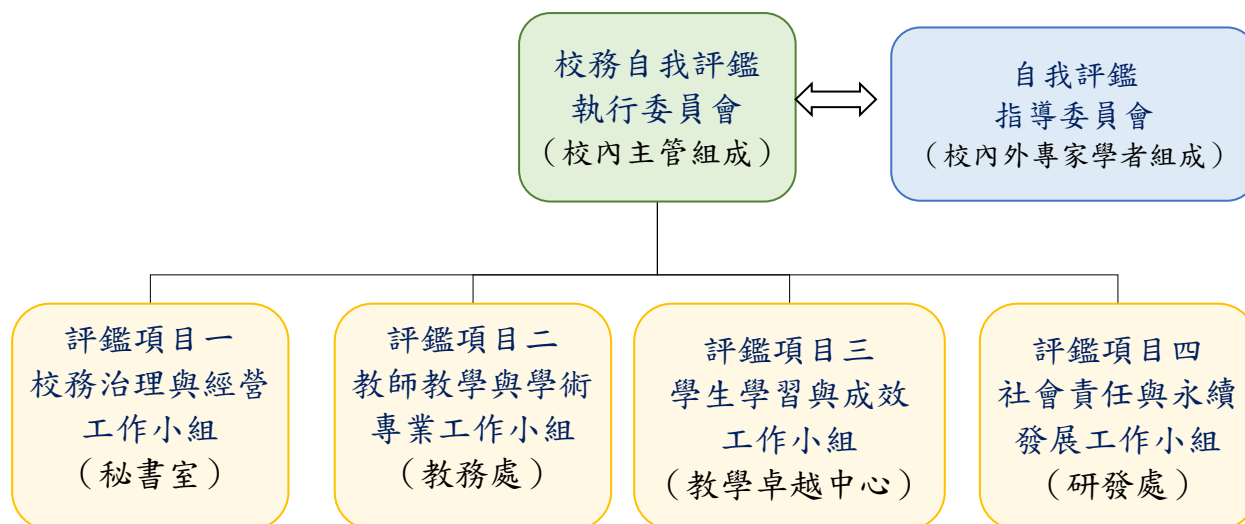 校務自我評鑑
執行委員會
（校內主管組成）
自我評鑑
指導委員會
（校內外專家學者組成）
評鑑項目一
校務治理與經營
工作小組
（秘書室）
評鑑項目二
教師教學與學術
專業工作小組
（教務處）
評鑑項目三
學生學習與成效
工作小組
（教學卓越中心）
評鑑項目四
社會責任與永續
發展工作小組
（研發處）